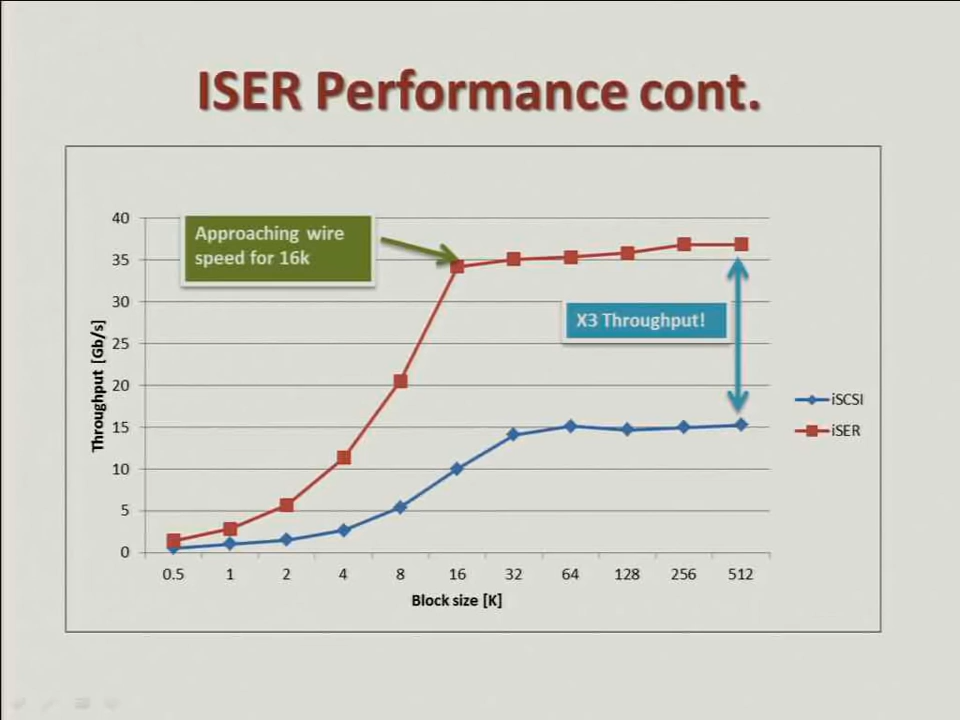 ISER Performance cont.
40
35
30
25
20
15
10
5
0
Throughput [Gb/s]
Approaching wire
speed for 16k
X3 Throughput!
iSCSI
iSER
0.5 1 2 4 8 16 32 64 128 256 512
Block size [K]